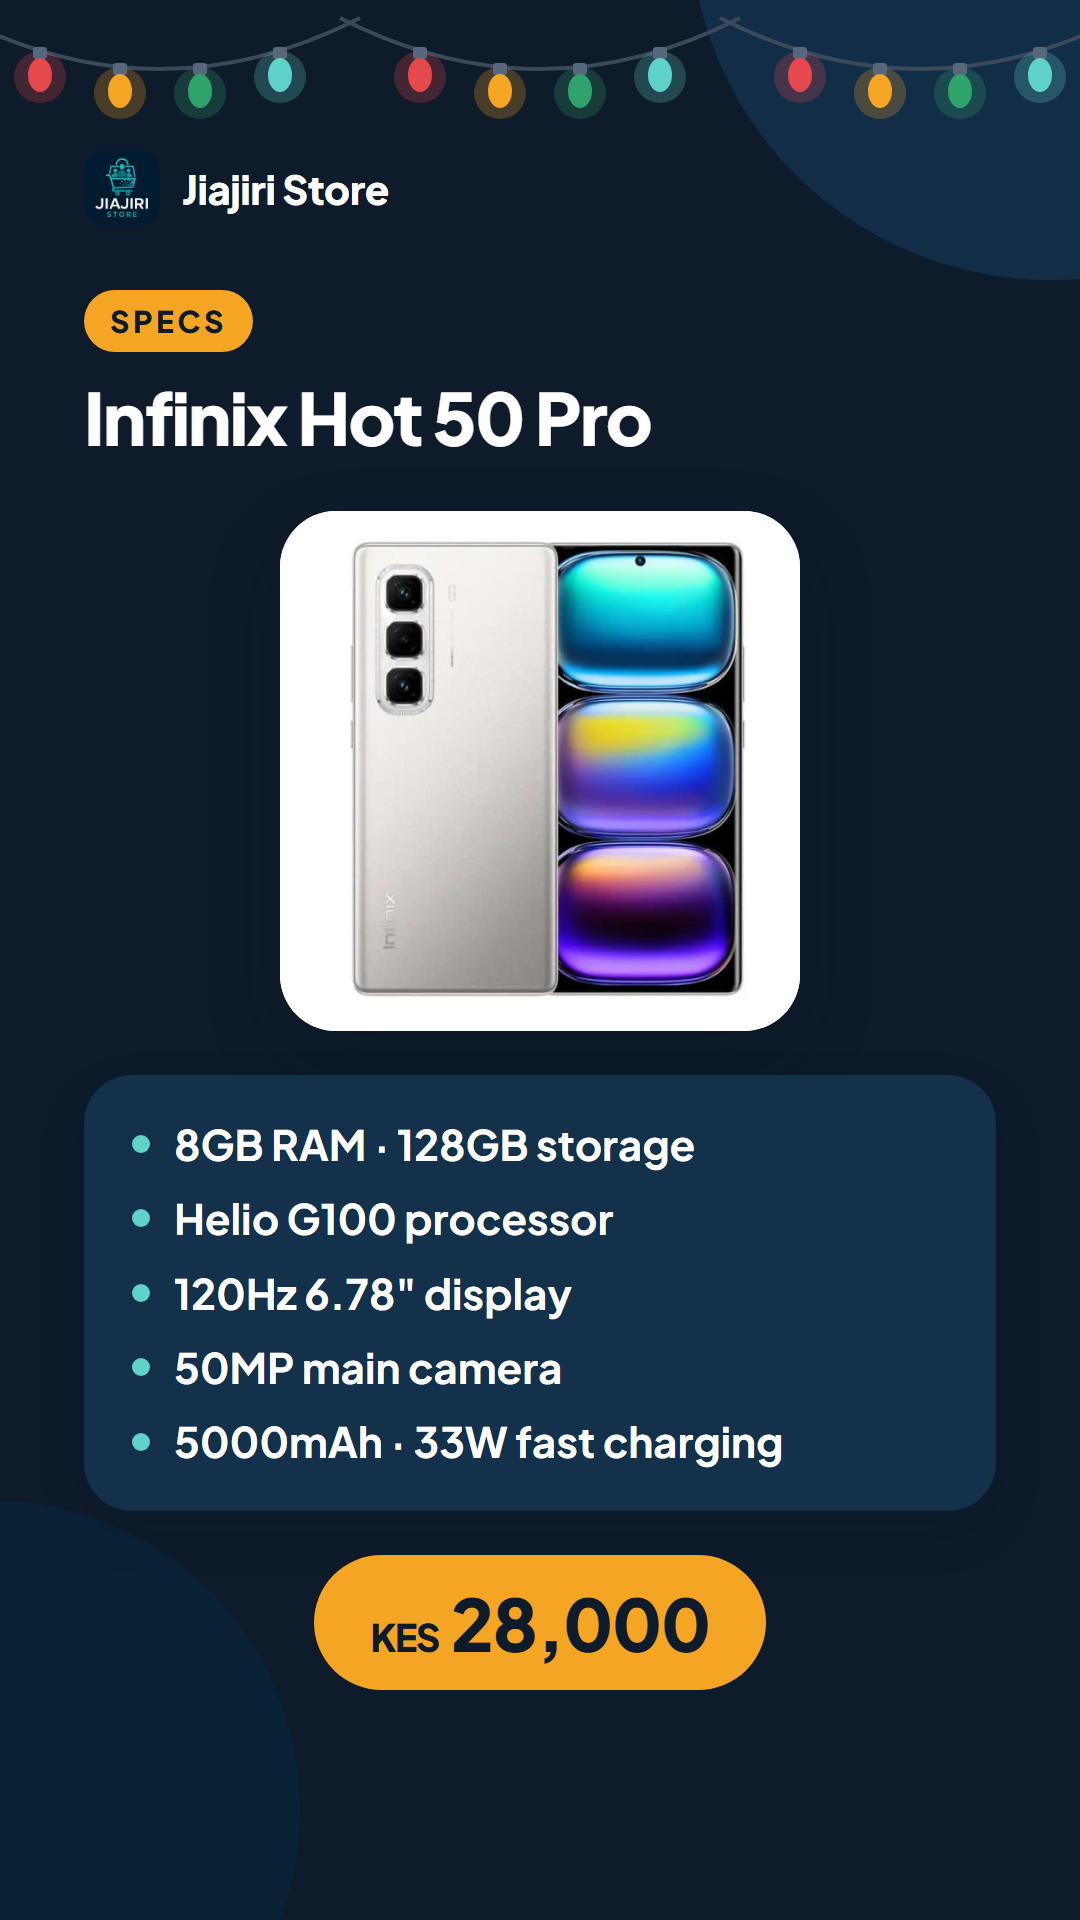 JIAJIRI
STORE
Jiajiri Store
SPECS
Infinix Hot 50 Pro
Infinix
8GB RAM · 128GB storage
Helio G100 processor
120Hz 6.78" display
50MP main camera
5000mAh · 33W fast charging
KES 28,000